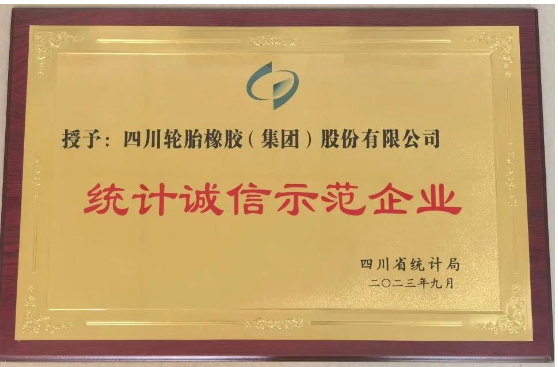 授予：四川轮胎橡胶（集团）股份有限公司
统计诚信示范企业
四川省统计局
二〇二三年九月